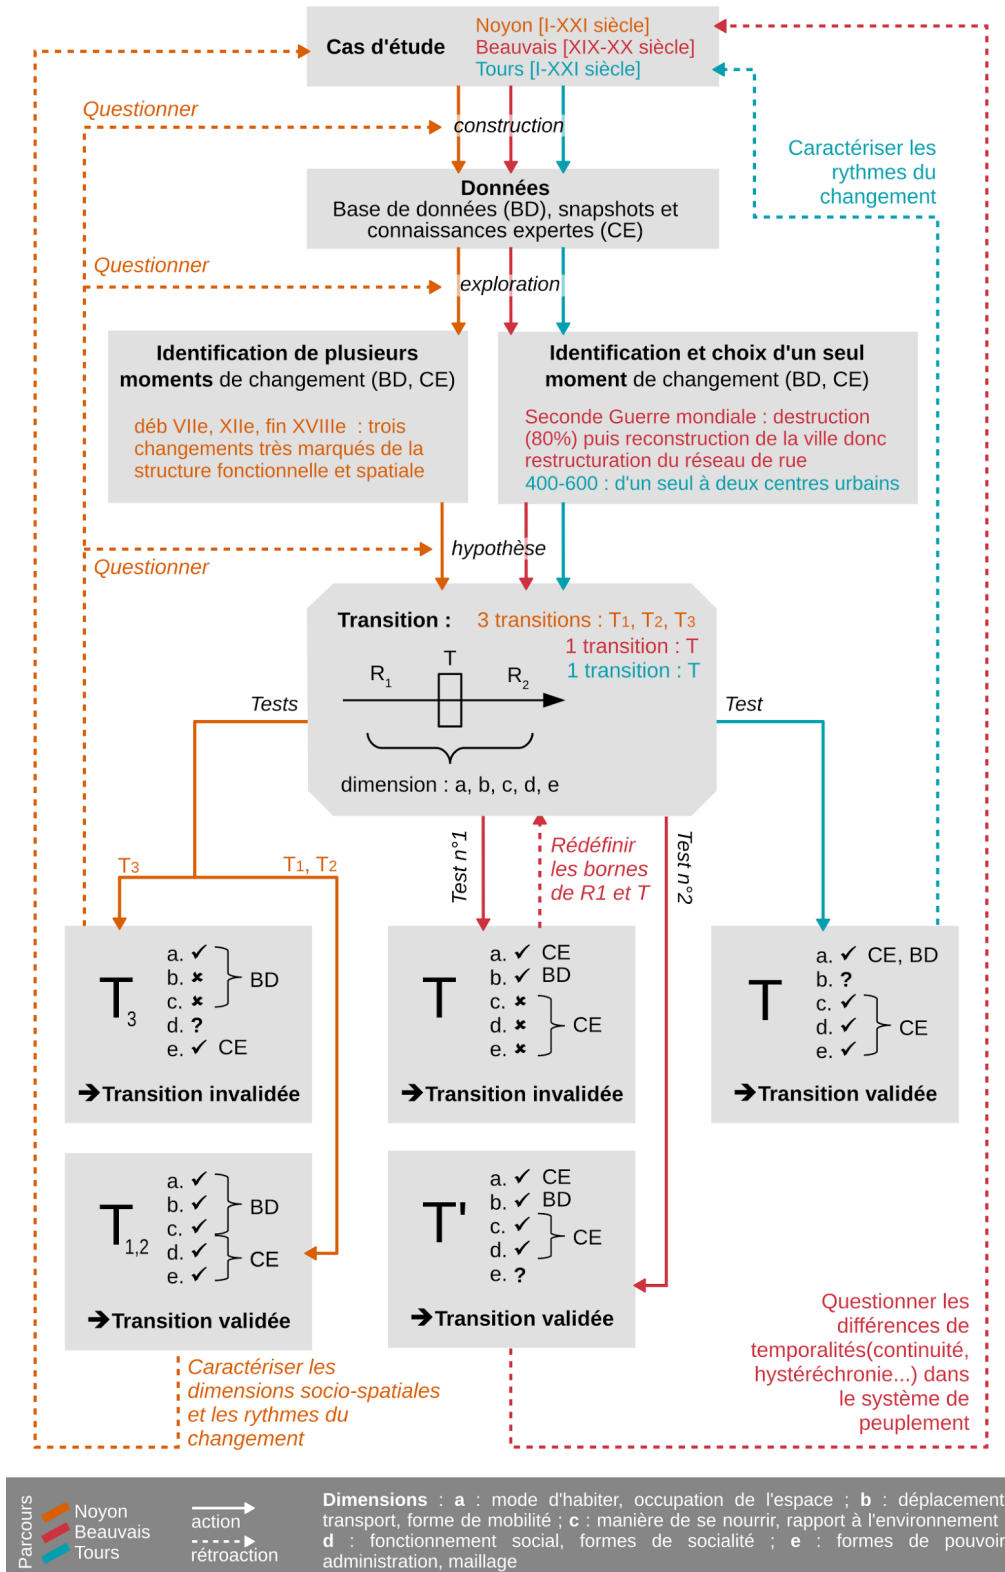 Cas d'étude
Noyon [I-XXI siècle]
Beauvais [XIX-XX siècle]
Tours [I-XXI siècle]
Questionner
construction
Caractériser les
rythmes du
changement
Données
Base de données (BD), snapshots et
connaissances expertes (CE)
Questionner
exploration
Identification de plusieurs
moments de changement (BD, CE)
déb VIIe, XIIe, fin XVIIIe : trois
changements très marqués de la
structure fonctionnelle et spatiale
Identification et choix d'un seul
moment de changement (BD, CE)
Seconde Guerre mondiale : destruction
(80%) puis reconstruction de la ville donc
restructuration du réseau de rue
400-600 : d'un seul à deux centres urbains
hypothèse
Questionner
Transition :
3 transitions : T1, T2, T3
1 transition : T
1 transition : T
R1
T
R2
dimension : a, b, c, d, e
Tests
Test
T3
T1, T2
Test n°1
Rédéfinir
les bornes
de R1 et T
Test n°2
T3
a. ✓
b. ✖
c. ✖
BD
d. ?
e. ✓ CE
➔Transition invalidée
T
a. ✓ CE
b. ✓ BD
c. ✖
d. ✖
e. ✖
CE
➔Transition invalidée
T
a. ✓ CE, BD
b. ?
c. ✓
d. ✓
e. ✓
CE
➔Transition validée
T1,2
a. ✓
b. ✓
c. ✓
d. ✓
e. ✓
BD
CE
➔Transition validée
T'
a. ✓ CE
b. ✓ BD
c. ✓
d. ✓
CE
e. ?
➔Transition validée
Caractériser les
dimensions socio-spatiales
et les rythmes du
changement
Questionner les
différences de
temporalités(continuité,
hystéréchronie...) dans
le système de
peuplement
Parcours
Noyon
Beauvais
Tours
action
rétroaction
Dimensions : a : mode d'habiter, occupation de l'espace ; b : déplacement
transport, forme de mobilité ; c : manière de se nourrir, rapport à l'environnement
d : fonctionnement social, formes de socialité ; e : formes de pouvoir
administration, maillage